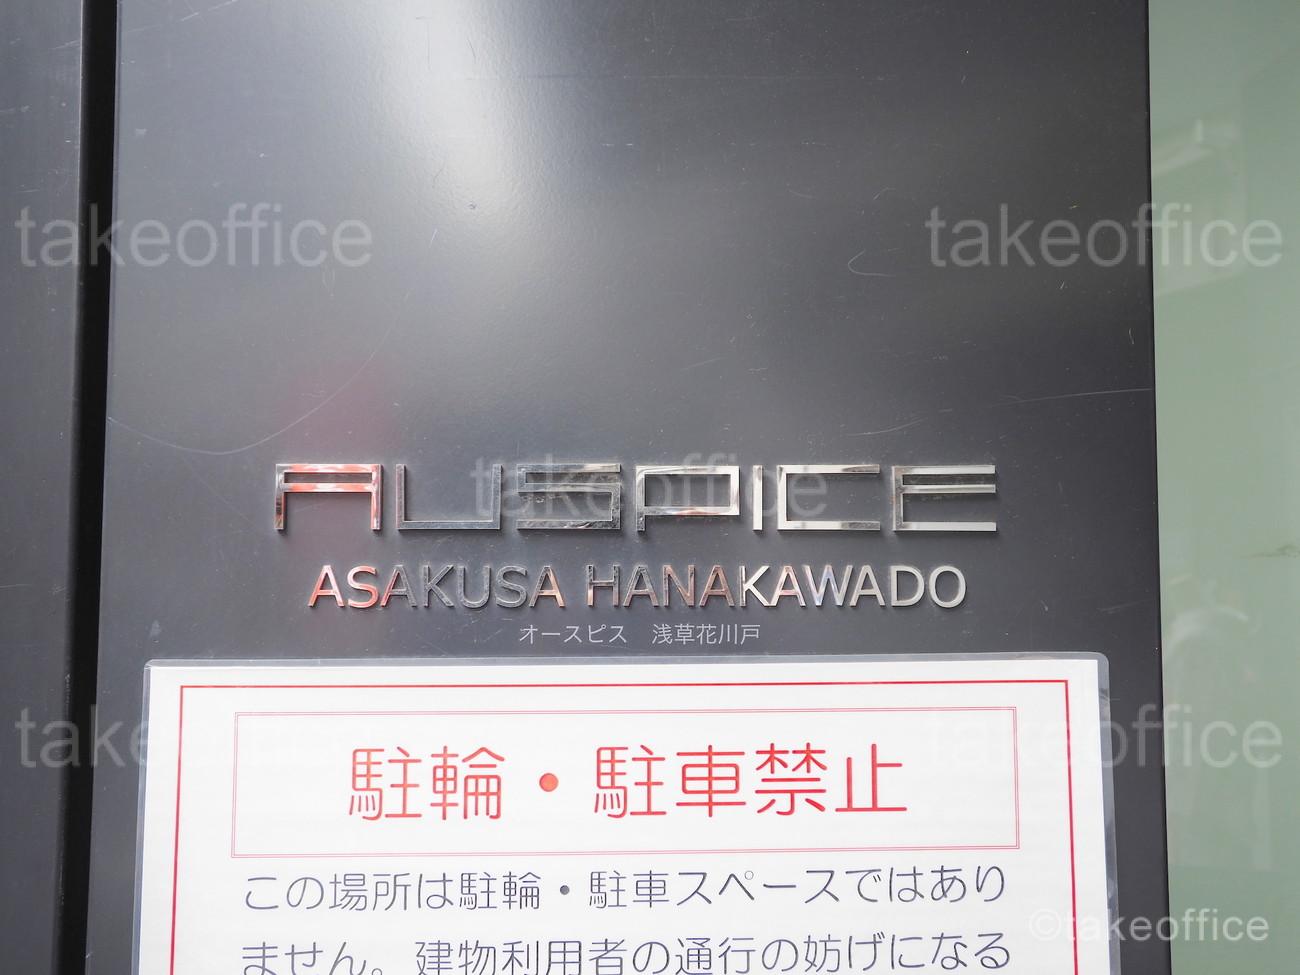 takeoffice takeoffice
AUSPICE
takeoffice
ASAKUSA HANAKAWADO
オースピス 浅草花川戸
takeoffice takeoffice
駐輪・駐車禁止
この場所は駐輪・駐車スペースではあり
ません。建物利用者の通行の妨げになる
©takeoffice